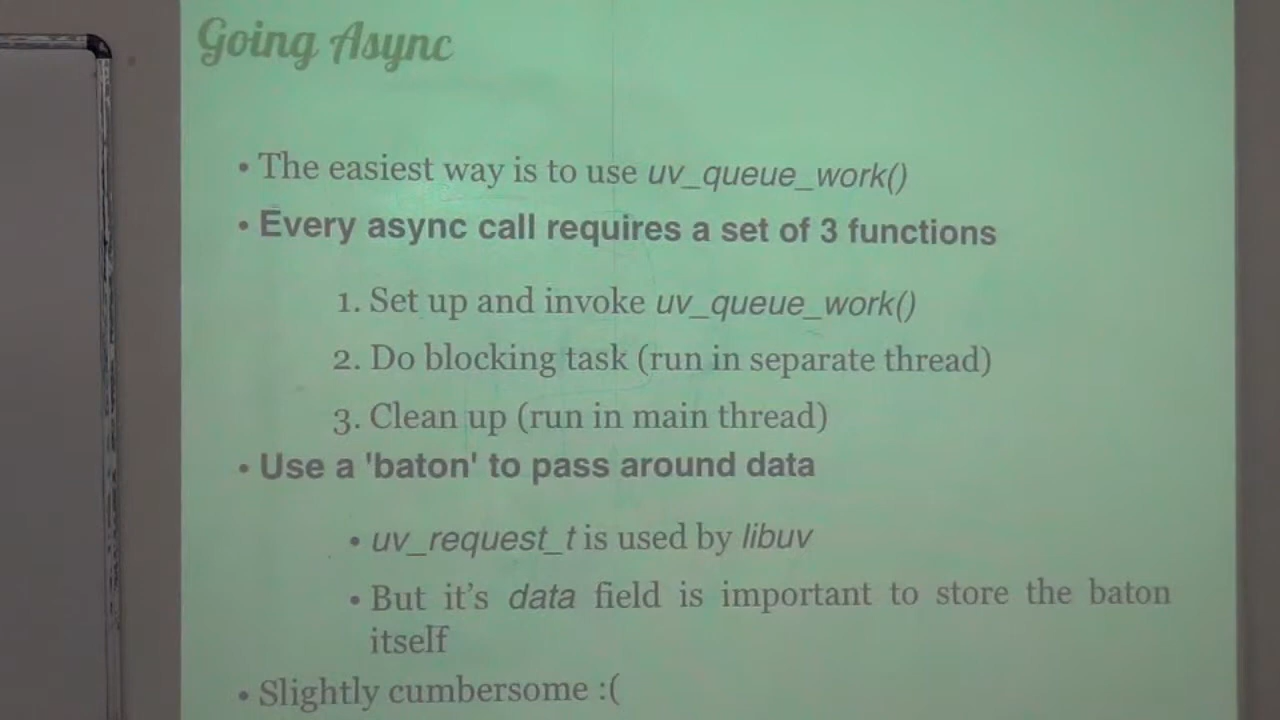 Going Async
• The easiest way is to use uv_queue_work()
• Every async call requires a set of 3 functions
1. Set up and invoke uv_queue_work()
2. Do blocking task (run in separate thread)
3. Clean up (run in main thread)
• Use a 'baton' to pass around data
• uv_request_t is used by libuv
• But it’s data field is important to store the baton
itself
• Slightly cumbersome :(